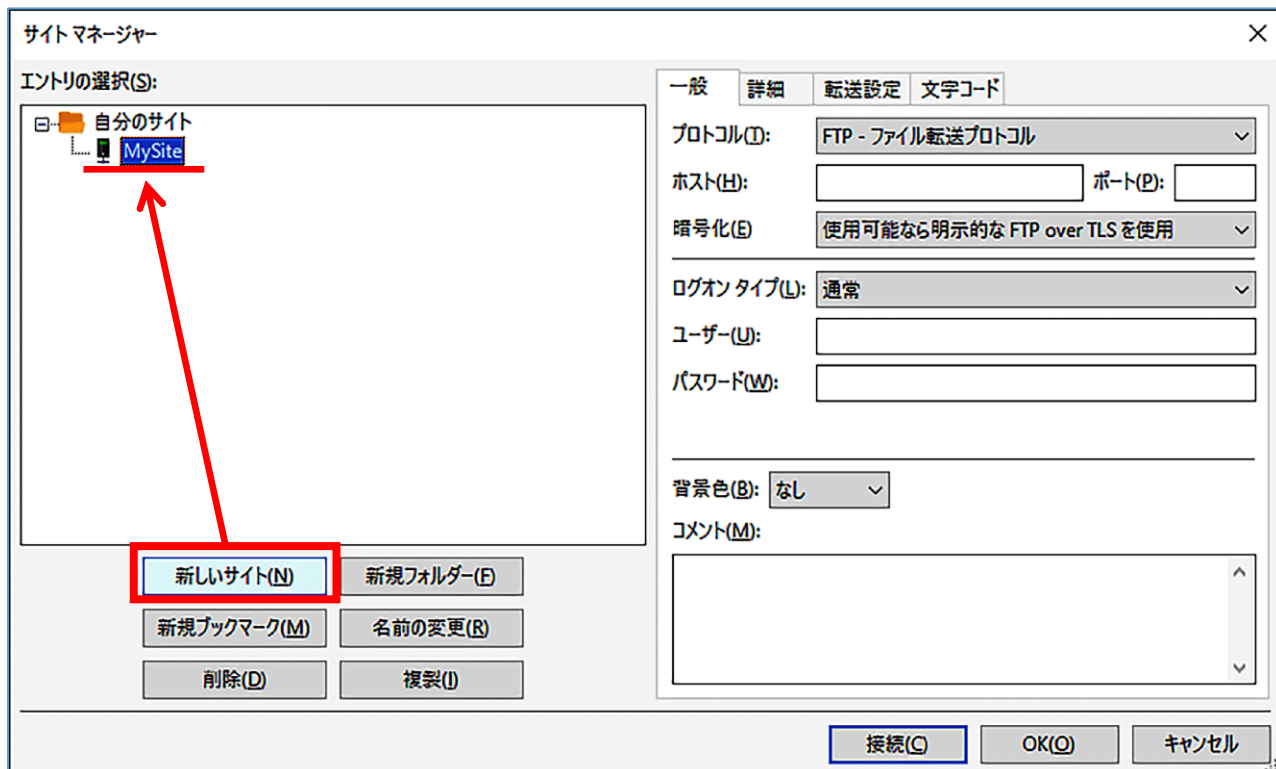 サイト マネージャー
エントリの選択(S):
自分のサイト
MySite
新しいサイト(N)
新規フォルダー(F)
新規ブックマーク(M)
名前の変更(R)
削除(D)
複製(I)
一般
詳細
転送設定
文字コード
プロトコル(T):
FTP - ファイル転送プロトコル
ホスト(H):
ポート(P):
暗号化(E)
使用可能なら明示的な FTP over TLS を使用
ログオン タイプ(L):
通常
ユーザー(U):
パスワード(W):
背景色(B):
なし
コメント(M):
接続(C)
OK(O)
キャンセル